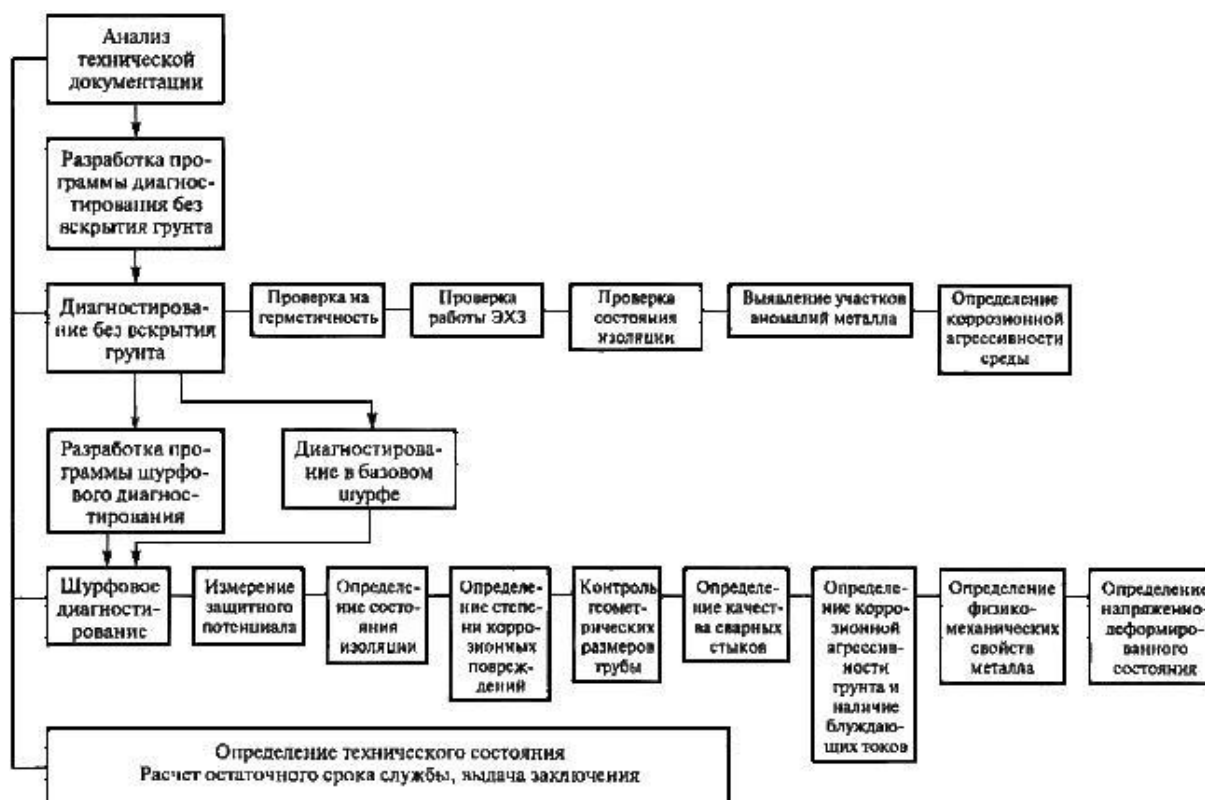 Анализ
технической
документации
Разработка про-
граммы диагнос-
тирования без
вскрытия грунта
Диагностирова-
ние без вскрытия
грунта
Проверка на
герметичность
Проверка
работы ЭХЗ
Проверка
состояния
изоляции
Выявление участков
аномалий металла
Определение
коррозионной
агрессивности
среды
Разработка про-
граммы шурфо-
вого диагнос-
тирования
Диагностирова-
ние в базовом
шурфе
Шурфовое
диагности-
рование
Измерение
защитного
потенциала
Определе-
ние состо-
яния
изоляции
Определе-
ние степе-
ни корро-
зионных
повреж-
дений
Контроль
геомет-
рических
размеров
трубы
Определе-
ние качест-
ва сварных
стыков
Определе-
ние корро-
зионной
агрессив-
ности
грунта и
наличие
блуждаю-
щих токов
Определение
физико-
механических
свойств
металла
Определение
напряженно-
деформиро-
ванного
состояния
Определение технического состояния
Расчет остаточного срока службы, выдача заключения